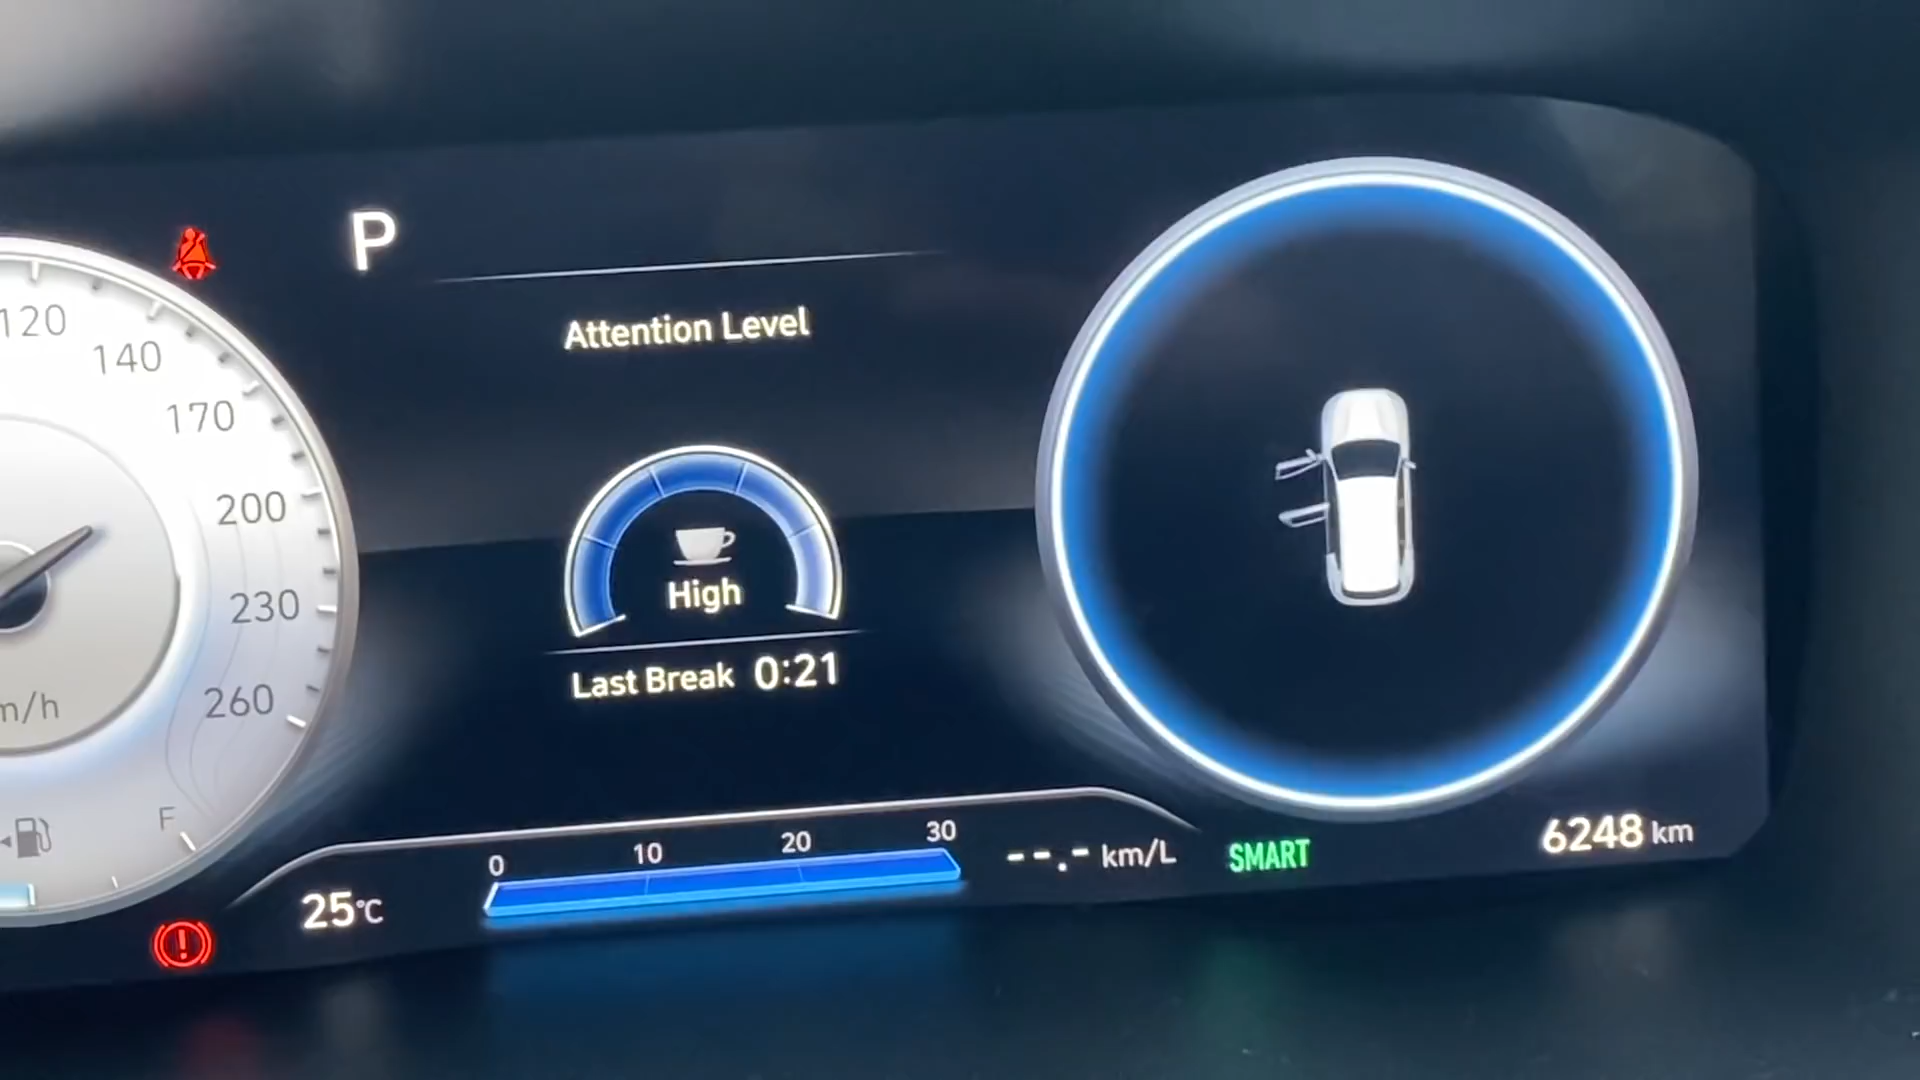 P
120
140
170
200
230
260
m/h
F
Attention Level
High
Last Break 0:21
0 10 20 30
25°C
--.- km/L
SMART
6248 km